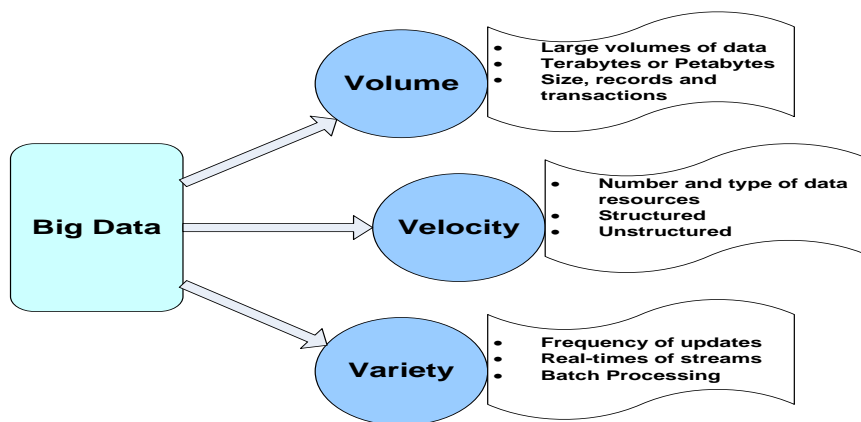 Big Data
Volume
• Large volumes of data
• Terabytes or Petabytes
• Size, records and
transactions
Velocity
• Number and type of data
resources
• Structured
• Unstructured
Variety
• Frequency of updates
• Real-times of streams
• Batch Processing